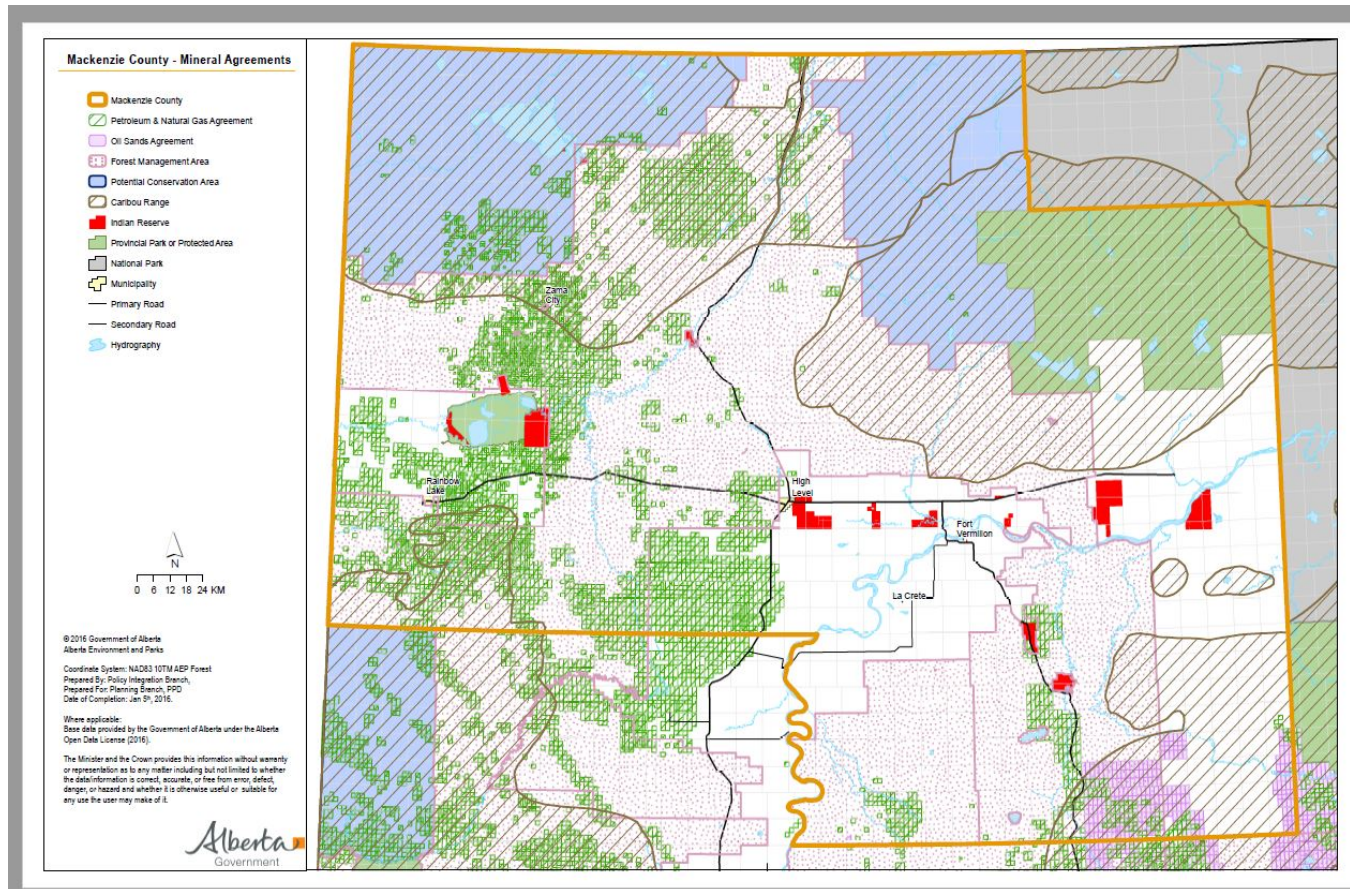 Mackenzie County - Mineral Agreements
Mackenzie County
Petroleum & Natural Gas Agreement
Oil Sands Agreement
Forest Management Area
Potential Conservation Area
Caribou Range
Indian Reserve
Provincial Park or Protected Area
National Park
Municipality
Primary Road
Secondary Road
Hydrography
N
0 6 12 18 24 KM
© 2016 Government of Alberta
Alberta Environment and Parks
Coordinate System: NAD83 10TM AEP Forest
Prepared By: Policy Integration Branch,
Prepared For: Planning Branch, PPD
Date of Completion: Jan 5th, 2016.
Where applicable:
Base data provided by the Government of Alberta under the Alberta
Open Data License (2016).
The Minister and the Crown provides this information without warranty
or representation as to any matter including but not limited to whether
the data/information is correct, accurate, or free from error, defect,
danger, or hazard and whether it is otherwise useful or suitable for
any use the user may make of it.
Alberta
Government
Zama
City
Rainbow
Lake
High
Level
Fort
Vermilion
La Crete